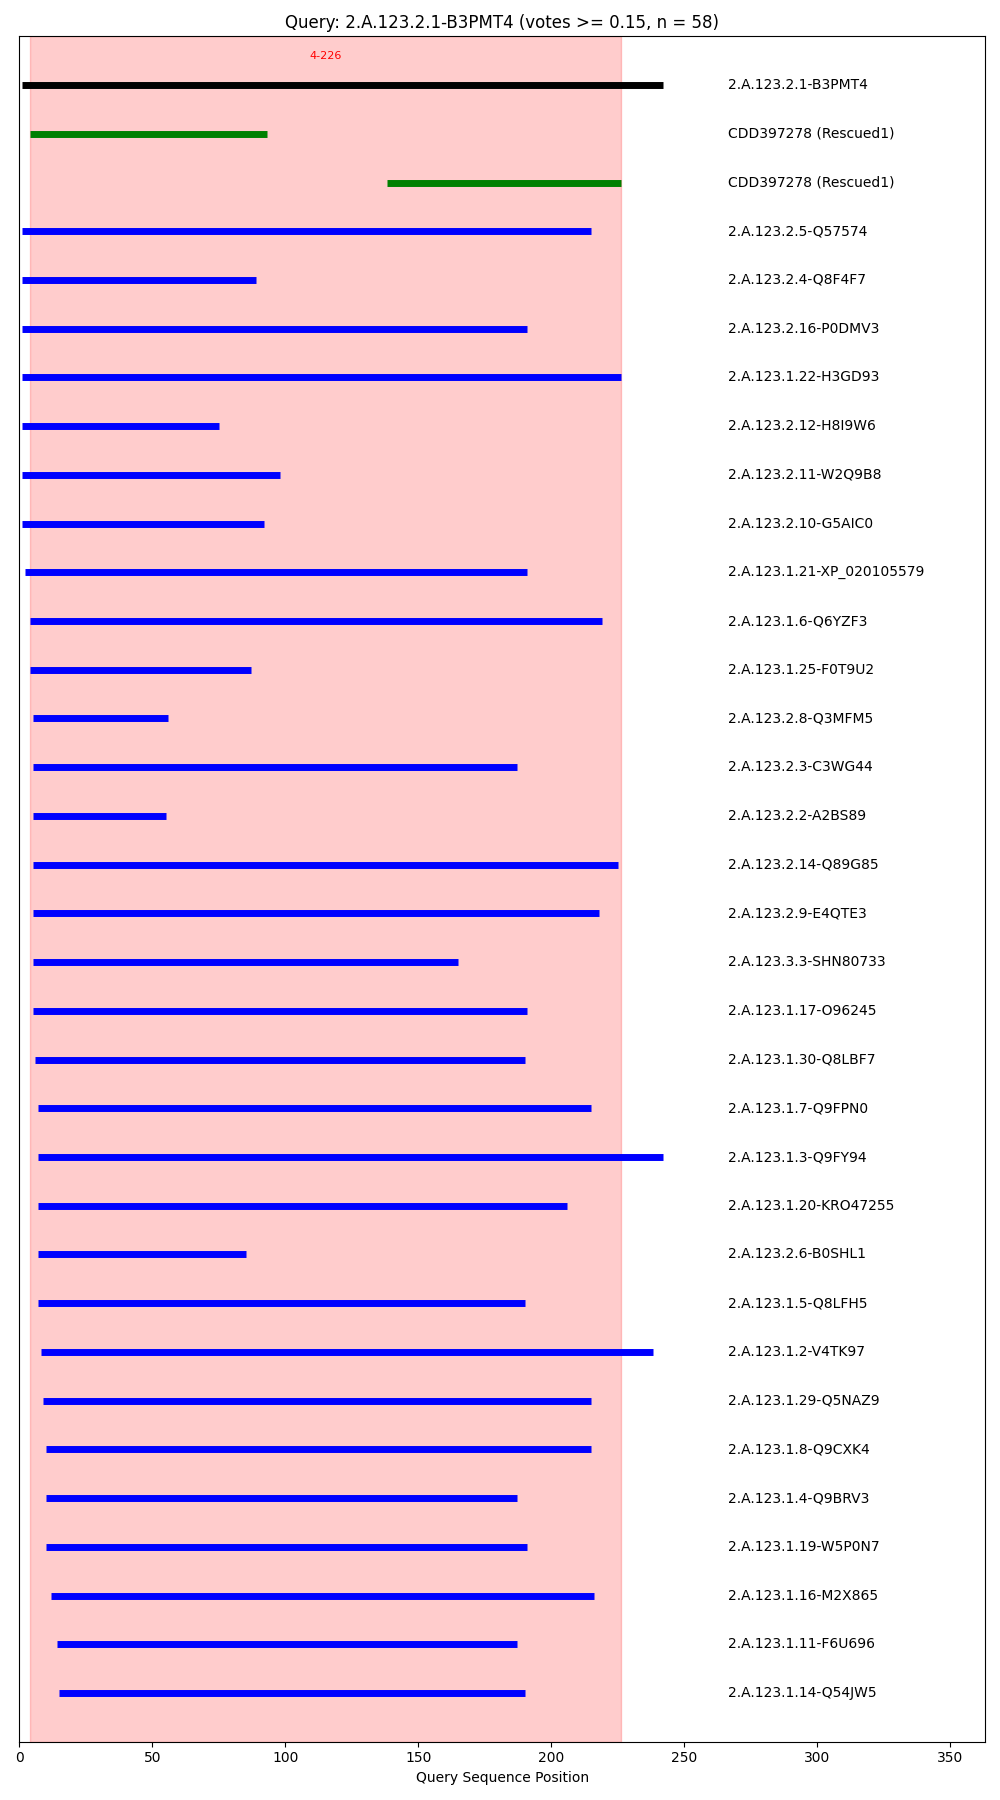 Query: 2.A.123.2.1-B3PMT4 (votes >= 0.15, n = 58)
4-226
2.A.123.2.1-B3PMT4
CDD397278 (Rescued1)
CDD397278 (Rescued1)
2.A.123.2.5-Q57574
2.A.123.2.4-Q8F4F7
2.A.123.2.16-P0DMV3
2.A.123.1.22-H3GD93
2.A.123.2.12-H8I9W6
2.A.123.2.11-W2Q9B8
2.A.123.2.10-G5AIC0
2.A.123.1.21-XP_020105579
2.A.123.1.6-Q6YZF3
2.A.123.1.25-F0T9U2
2.A.123.2.8-Q3MFM5
2.A.123.2.3-C3WG44
2.A.123.2.2-A2BS89
2.A.123.2.14-Q89G85
2.A.123.2.9-E4QTE3
2.A.123.3.3-SHN80733
2.A.123.1.17-O96245
2.A.123.1.30-Q8LBF7
2.A.123.1.7-Q9FPN0
2.A.123.1.3-Q9FY94
2.A.123.1.20-KRO47255
2.A.123.2.6-B0SHL1
2.A.123.1.5-Q8LFH5
2.A.123.1.2-V4TK97
2.A.123.1.29-Q5NAZ9
2.A.123.1.8-Q9CXK4
2.A.123.1.4-Q9BRV3
2.A.123.1.19-W5P0N7
2.A.123.1.16-M2X865
2.A.123.1.11-F6U696
2.A.123.1.14-Q54JW5
0 50 100 150 200 250 300 350
Query Sequence Position